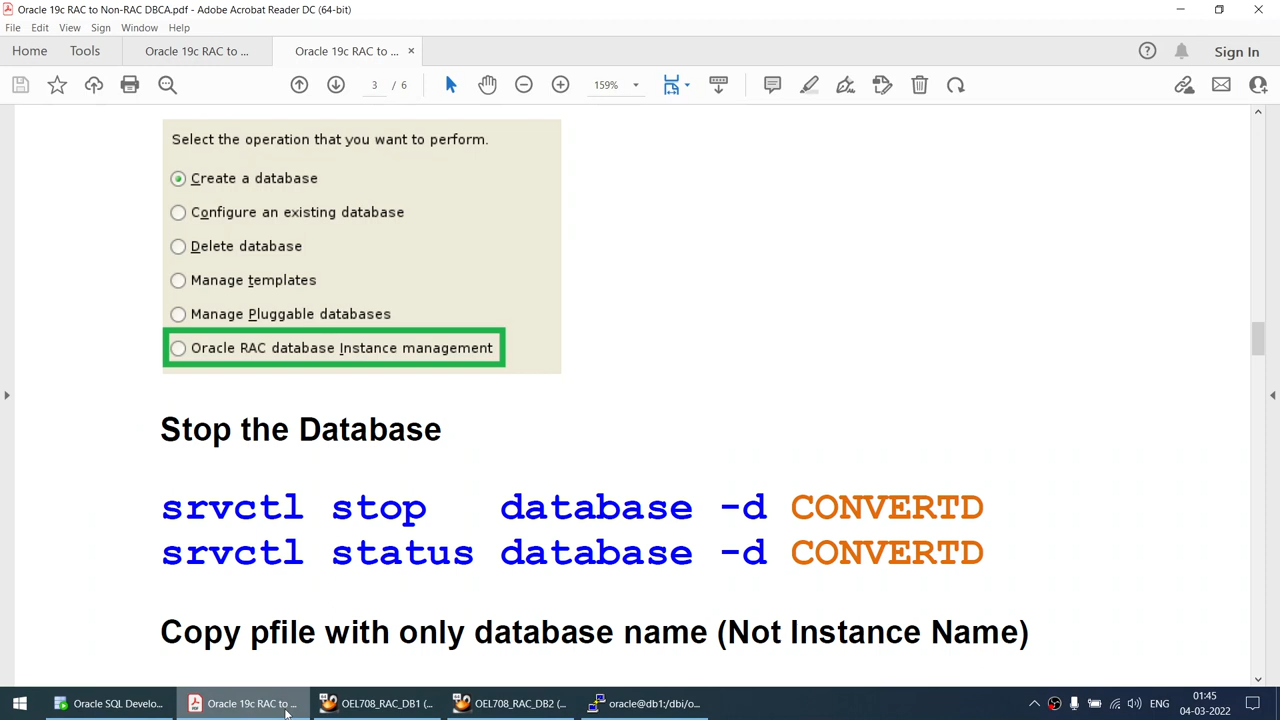 Oracle 19c RAC to Non-RAC DBCA.pdf - Adobe Acrobat Reader DC (64-bit)
File Edit View Sign Window Help
Home Tools Oracle 19c RAC to ... Oracle 19c RAC to ... × Sign In
3 / 6 159%
Select the operation that you want to perform.
Create a database
Configure an existing database
Delete database
Manage templates
Manage Pluggable databases
Oracle RAC database Instance management
Stop the Database
srvctl stop database -d CONVERTD
srvctl status database -d CONVERTD
Copy pfile with only database name (Not Instance Name)
Oracle SQL Develo... Oracle 19c RAC to ... OEL708_RAC_DB1 (... OEL708_RAC_DB2 (... oracle@db1:/dbi/o... ENG 01:45
04-03-2022